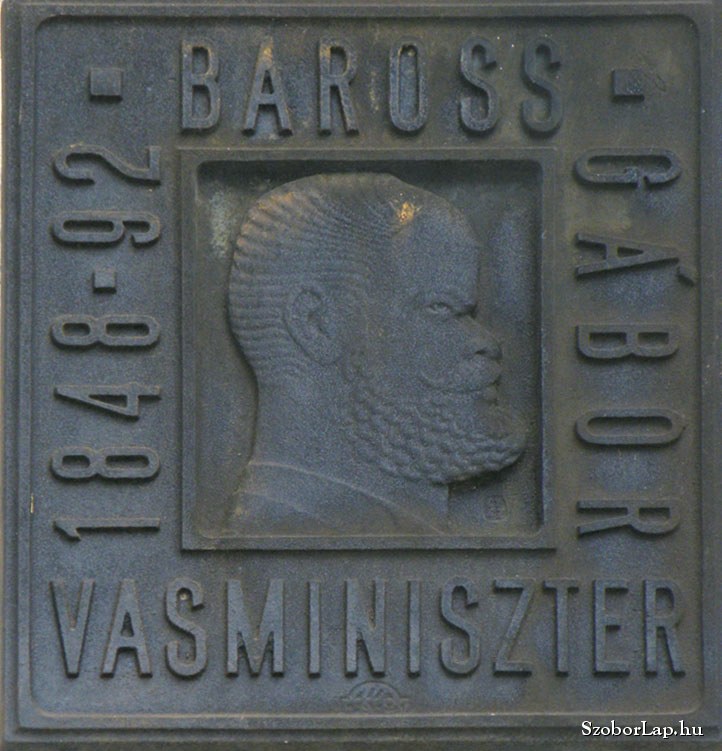 BAROSS
GÁBOR
1848-92
VASMINISZTER
SzoborLap.hu